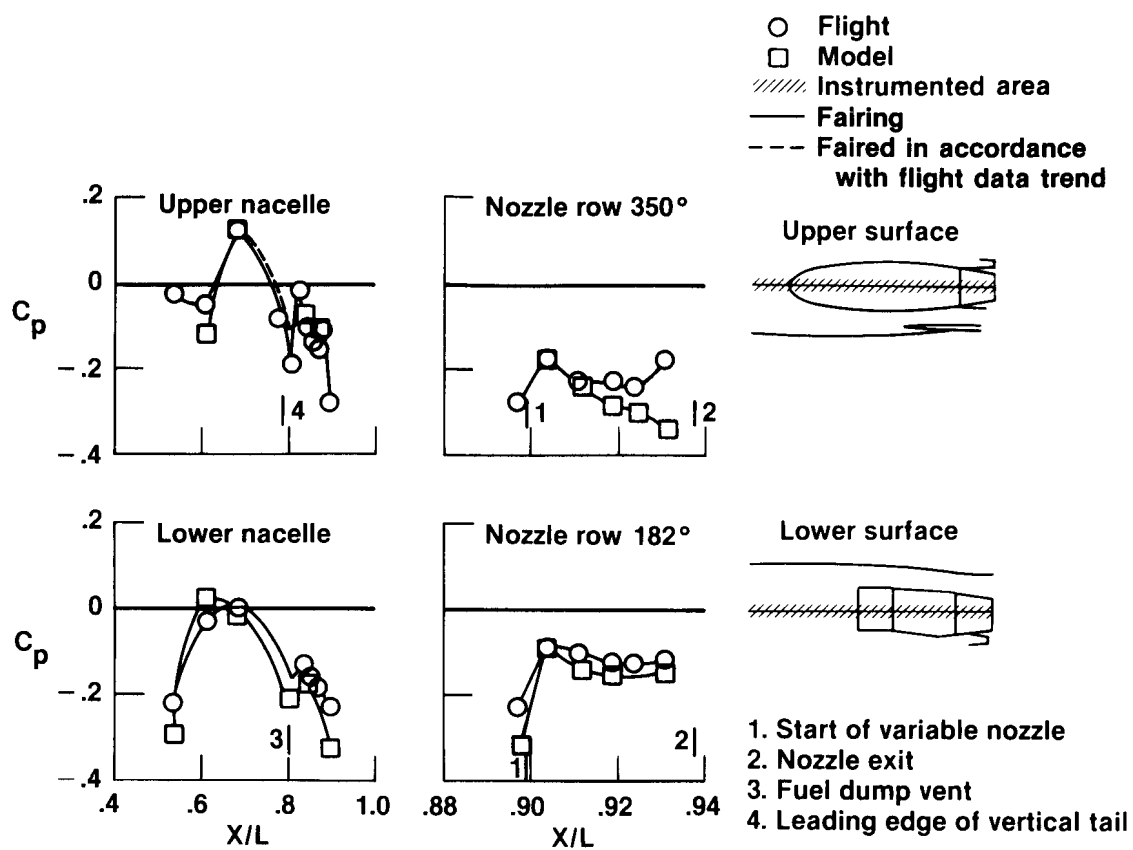 Flight
Model
Instrumented area
Fairing
Faired in accordance
with flight data trend
.2
Upper nacelle
Nozzle row 350°
Upper surface
0
Cp
-.2
4
1
2
-.4
.2
Lower nacelle
Nozzle row 182°
Lower surface
0
Cp
-.2
3
1
2
-.4
.4
.6
.8
1.0
.88
.90
.92
.94
X/L
X/L
1. Start of variable nozzle
2. Nozzle exit
3. Fuel dump vent
4. Leading edge of vertical tail